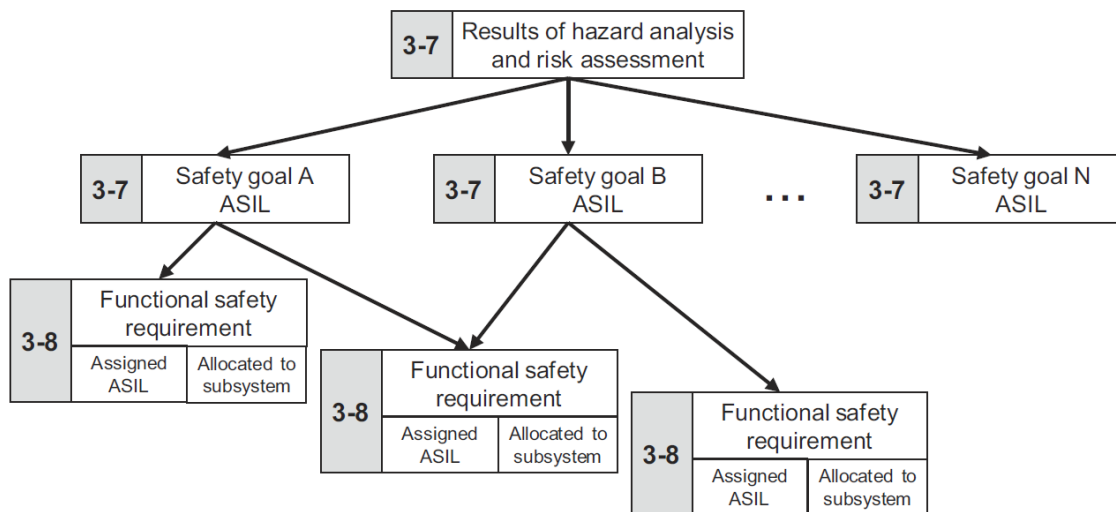 3-7
Results of hazard analysis
and risk assessment
3-7
Safety goal A
ASIL
3-7
Safety goal B
ASIL
...
3-7
Safety goal N
ASIL
3-8
Functional safety
requirement
Assigned
ASIL
Allocated to
subsystem
3-8
Functional safety
requirement
Assigned
ASIL
Allocated to
subsystem
3-8
Functional safety
requirement
Assigned
ASIL
Allocated to
subsystem